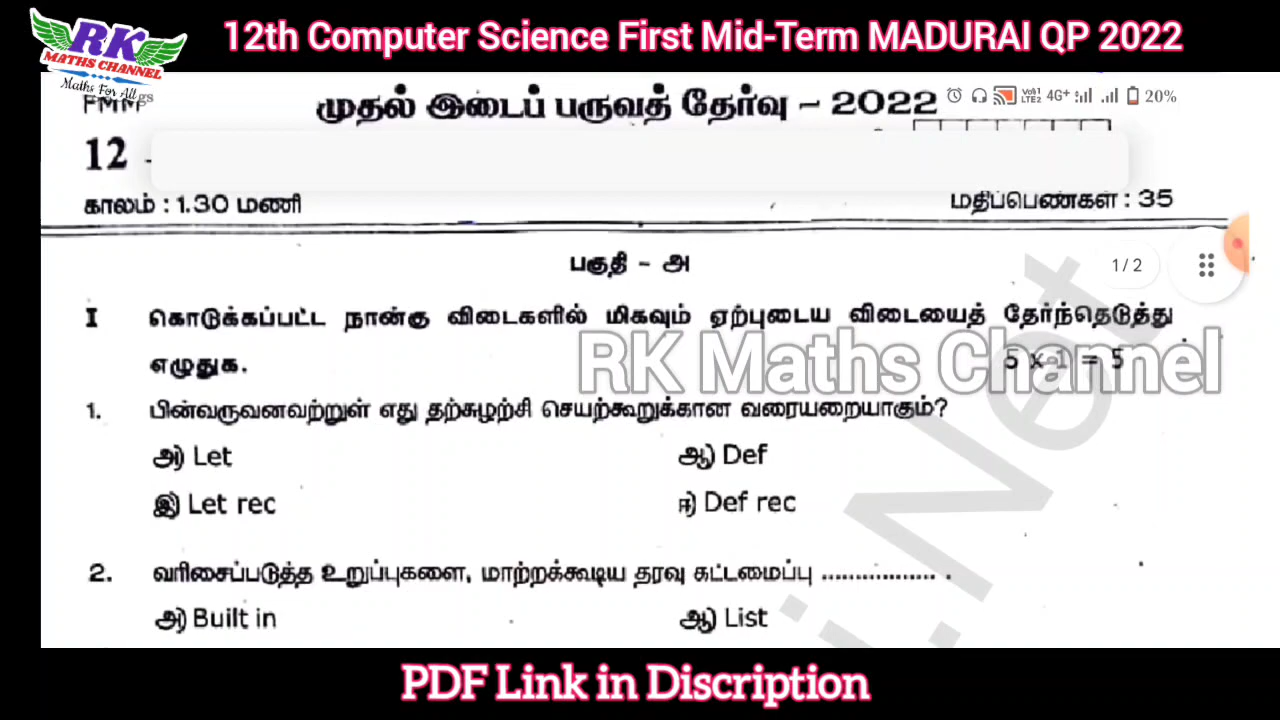 12th Computer Science First Mid-Term MADURAI QP 2022
RK
MATHS CHANNEL
Maths For All
முதல் இடைப் பருவத் தேர்வு – 2022
4G+ 20%
12 -
காலம் : 1.30 மணி
மதிப்பெண்கள் : 35
பகுதி – அ
1/2
I கொடுக்கப்பட்ட நான்கு விடைகளில் மிகவும் ஏற்புடைய விடையைத் தேர்ந்தெடுத்து
எழுதுக. 5 x 1 = 5
RK Maths Channel
1. பின்வருவனவற்றுள் எது தற்சுழற்சி செயற்கூறுக்கான வரையறையாகும்?
அ) Let ஆ) Def
இ) Let rec ஈ) Def rec
2. வரிசைப்படுத்த உறுப்புகளை, மாற்றக்கூடிய தரவு கட்டமைப்பு ................. .
அ) Built in ஆ) List
i.Net
PDF Link in Discription